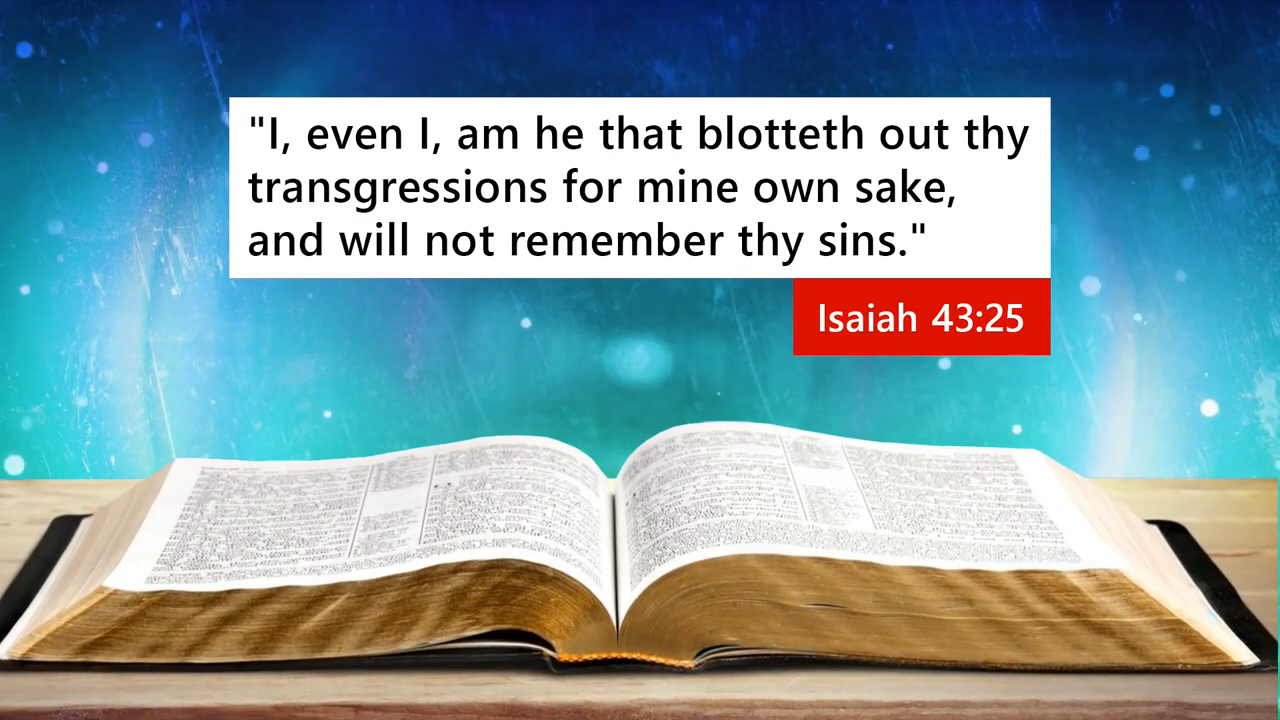 "I, even I, am he that blotteth out thy
transgressions for mine own sake,
and will not remember thy sins."
Isaiah 43:25